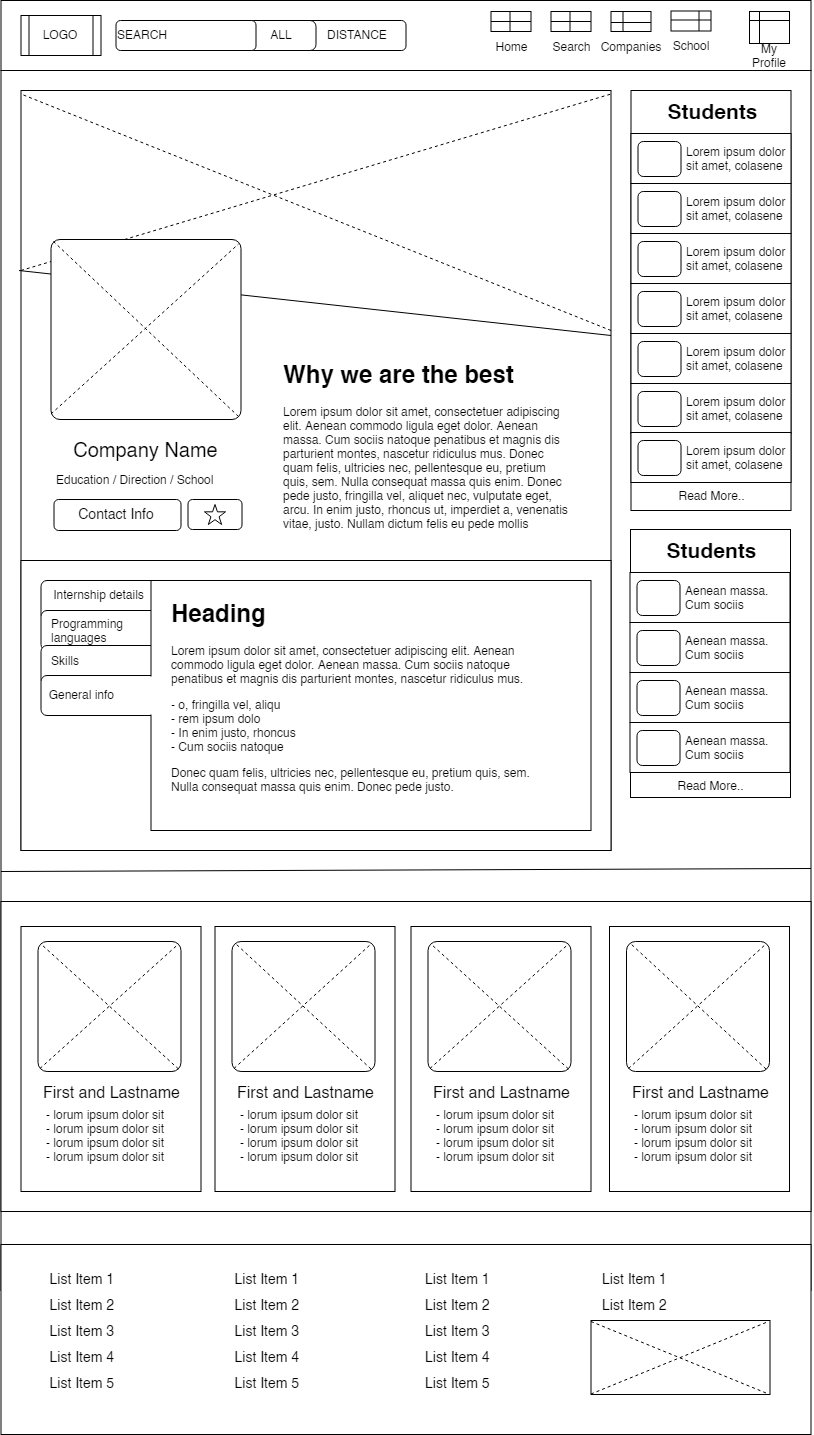 LOGO
SEARCH
ALL
DISTANCE
Home
Search
Companies
School
My
Profile
Why we are the best
Lorem ipsum dolor sit amet, consectetuer adipiscing
elit. Aenean commodo ligula eget dolor. Aenean
massa. Cum sociis natoque penatibus et magnis dis
parturient montes, nascetur ridiculus mus. Donec
quam felis, ultricies nec, pellentesque eu, pretium
quis, sem. Nulla consequat massa quis enim. Donec
pede justo, fringilla vel, aliquet nec, vulputate eget,
arcu. In enim justo, rhoncus ut, imperdiet a, venenatis
vitae, justo. Nullam dictum felis eu pede mollis
Company Name
Education / Direction / School
Contact Info
Internship details
Programming
languages
Skills
General info
Heading
Lorem ipsum dolor sit amet, consectetuer adipiscing elit. Aenean
commodo ligula eget dolor. Aenean massa. Cum sociis natoque
penatibus et magnis dis parturient montes, nascetur ridiculus mus.
- o, fringilla vel, aliqu
- rem ipsum dolo
- In enim justo, rhoncus
- Cum sociis natoque
Donec quam felis, ultricies nec, pellentesque eu, pretium quis, sem.
Nulla consequat massa quis enim. Donec pede justo.
Students
Lorem ipsum dolor
sit amet, colasene
Lorem ipsum dolor
sit amet, colasene
Lorem ipsum dolor
sit amet, colasene
Lorem ipsum dolor
sit amet, colasene
Lorem ipsum dolor
sit amet, colasene
Lorem ipsum dolor
sit amet, colasene
Lorem ipsum dolor
sit amet, colasene
Read More..
Students
Aenean massa.
Cum sociis
Aenean massa.
Cum sociis
Aenean massa.
Cum sociis
Aenean massa.
Cum sociis
Read More..
First and Lastname
- lorum ipsum dolor sit
- lorum ipsum dolor sit
- lorum ipsum dolor sit
- lorum ipsum dolor sit
First and Lastname
- lorum ipsum dolor sit
- lorum ipsum dolor sit
- lorum ipsum dolor sit
- lorum ipsum dolor sit
First and Lastname
- lorum ipsum dolor sit
- lorum ipsum dolor sit
- lorum ipsum dolor sit
- lorum ipsum dolor sit
First and Lastname
- lorum ipsum dolor sit
- lorum ipsum dolor sit
- lorum ipsum dolor sit
- lorum ipsum dolor sit
List Item 1
List Item 2
List Item 3
List Item 4
List Item 5
List Item 1
List Item 2
List Item 3
List Item 4
List Item 5
List Item 1
List Item 2
List Item 3
List Item 4
List Item 5
List Item 1
List Item 2